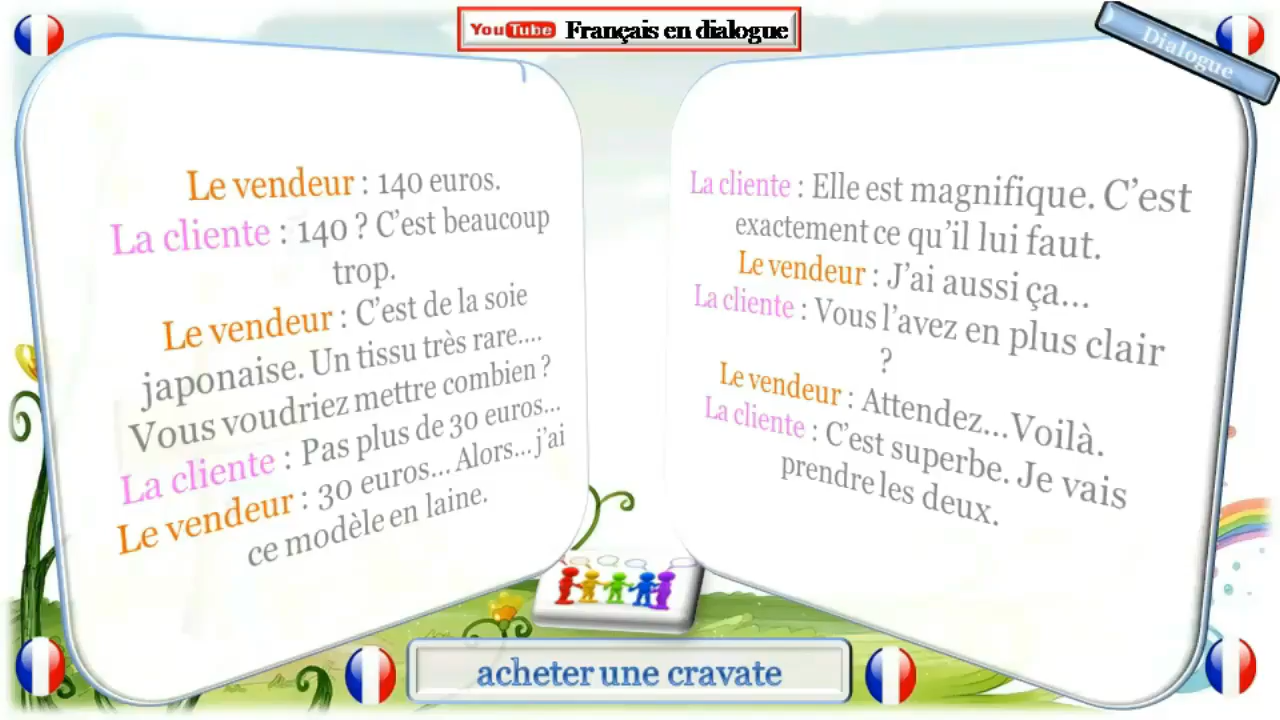 YouTube Français en dialogue
Dialogue
Le vendeur : 140 euros.
La cliente : 140 ? C’est beaucoup
trop.
Le vendeur : C’est de la soie
japonaise. Un tissu très rare....
Vous voudriez mettre combien ?
La cliente : Pas plus de 30 euros...
Le vendeur : 30 euros... Alors...j’ai
ce modèle en laine.
La cliente : Elle est magnifique. C’est
exactement ce qu’il lui faut.
Le vendeur : J’ai aussi ça...
La cliente : Vous l’avez en plus clair
?
Le vendeur : Attendez...Voilà.
La cliente : C’est superbe. Je vais
prendre les deux.
acheter une cravate